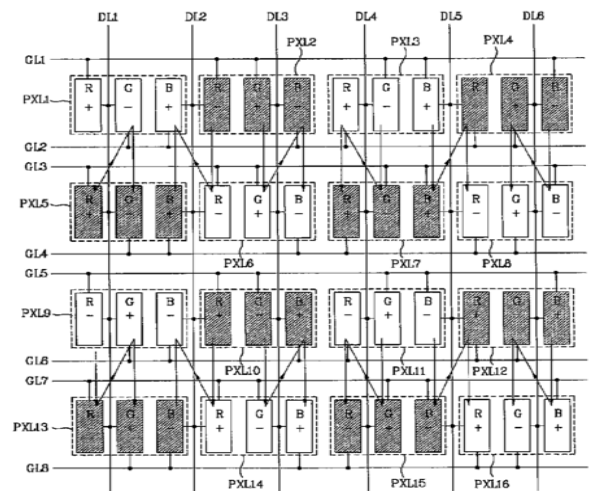 DL1 DL2 DL3 DL4 DL5 DL6
PXL2 PXL3 PXL4
GL1
PXL1 R G B R G B R G B R G B
+ - + - + - + - + - + -
GL2
GL3
PXL5 R G B R G B R G B R G B
+ - + - + - + - + - + -
GL4
PXL6 PXL7 PXL8
GL5
PXL9 R G B R G B R G B R G B
- + - + - + - + - + - +
GL6 PXL10 PXL11 PXL12
GL7
PXL13 R G B R G B R G B R G B
- + - + - + - + - + - +
GL8
PXL14 PXL15 PXL16